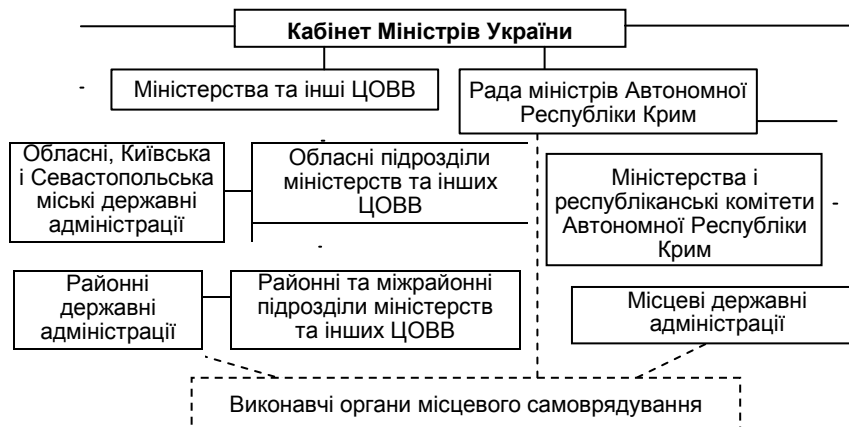 Кабінет Міністрів України
Міністерства та інші ЦОВВ
Рада міністрів Автономної
Республіки Крим
Обласні, Київська
і Севастопольська
міські державні
адміністрації
Обласні підрозділи
міністерств та інших
ЦОВВ
Міністерства і
республіканські комітети
Автономної Республіки
Крим
Районні
державні
адміністрації
Районні та міжрайонні
підрозділи міністерств
та інших ЦОВВ
Місцеві державні
адміністрації
Виконавчі органи місцевого самоврядування